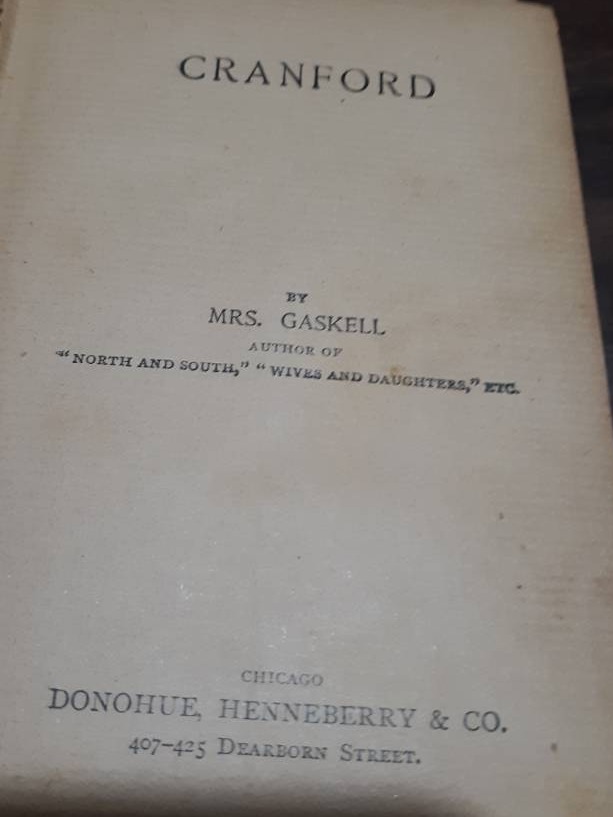 CRANFORD
BY
MRS. GASKELL
AUTHOR OF
"NORTH AND SOUTH," "WIVES AND DAUGHTERS," ETC.
CHICAGO
DONOHUE, HENNEBERRY & CO.
407-425 DEARBORN STREET.